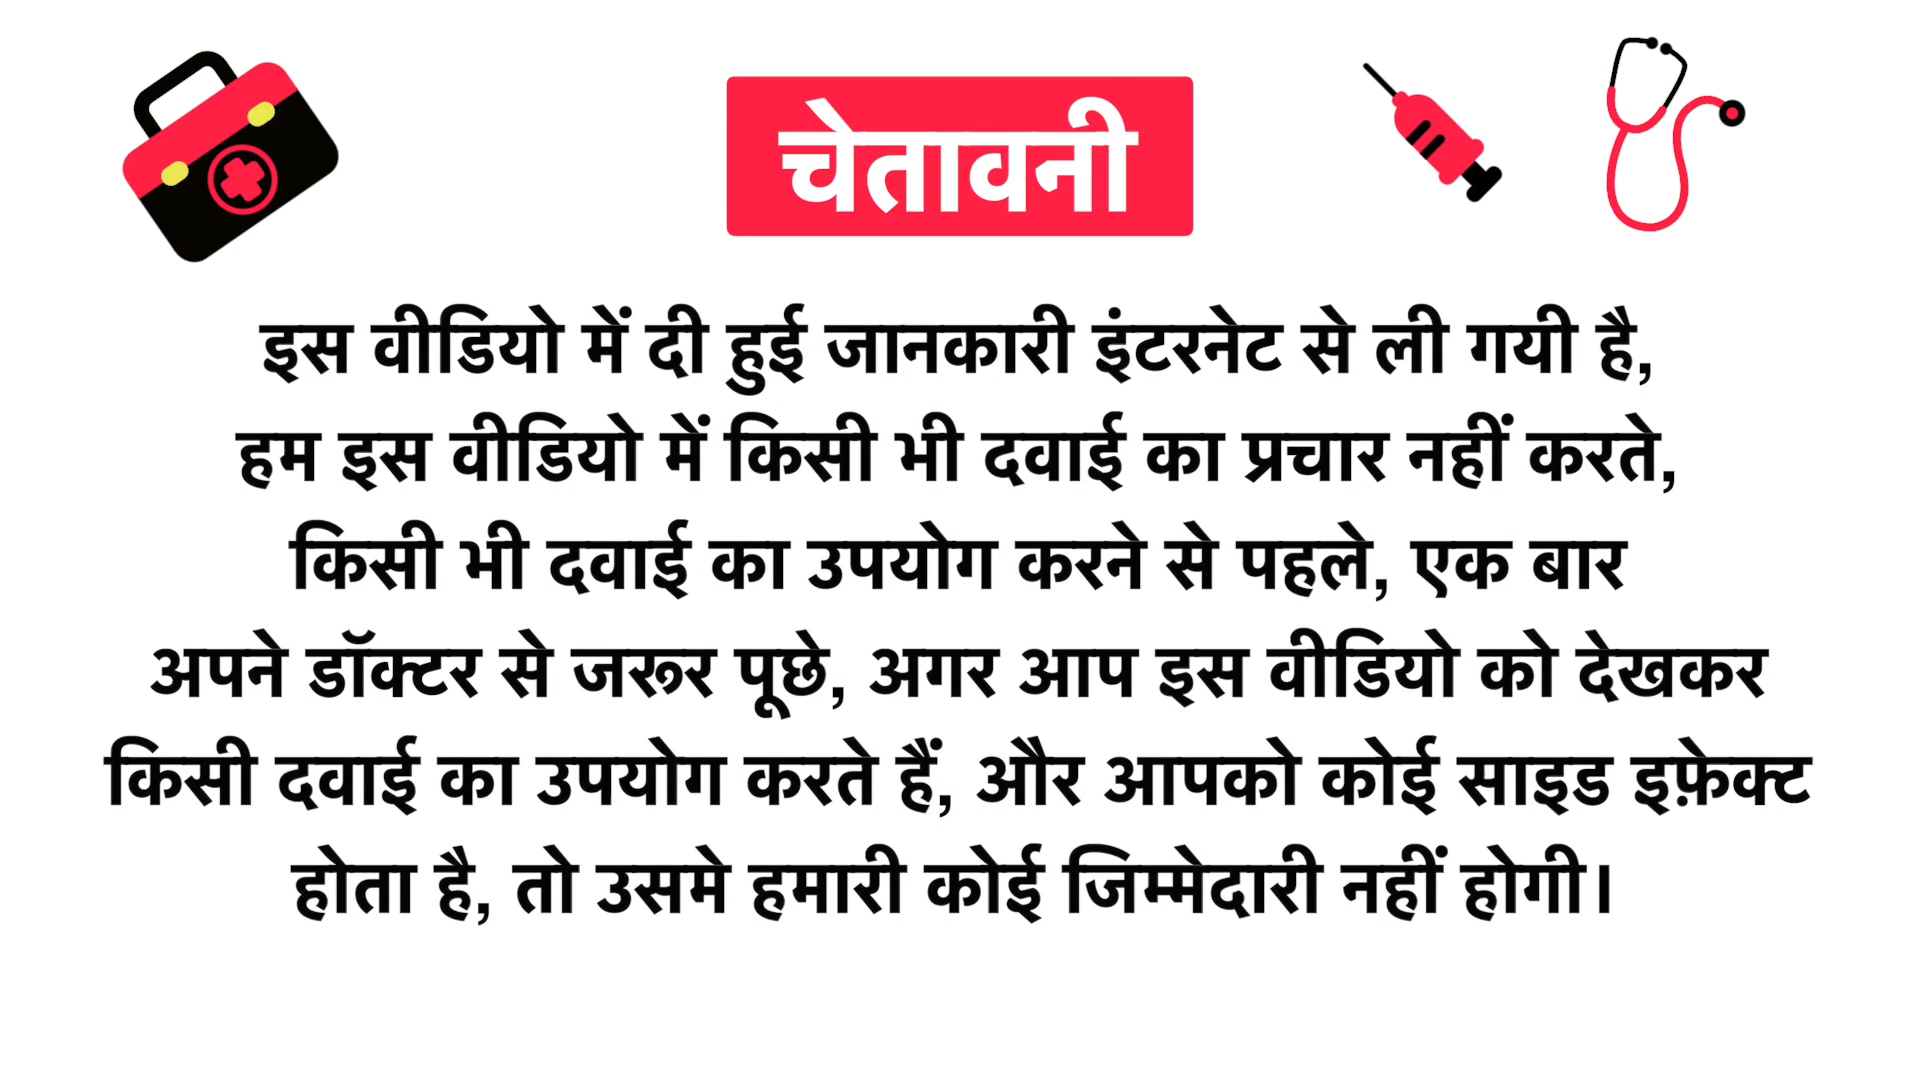 चेतावनी
इस वीडियो में दी हुई जानकारी इंटरनेट से ली गयी है,
हम इस वीडियो में किसी भी दवाई का प्रचार नहीं करते,
किसी भी दवाई का उपयोग करने से पहले, एक बार
अपने डॉक्टर से जरूर पूछे, अगर आप इस वीडियो को देखकर
किसी दवाई का उपयोग करते हैं, और आपको कोई साइड इफ़ेक्ट
होता है, तो उसमे हमारी कोई जिम्मेदारी नहीं होगी।